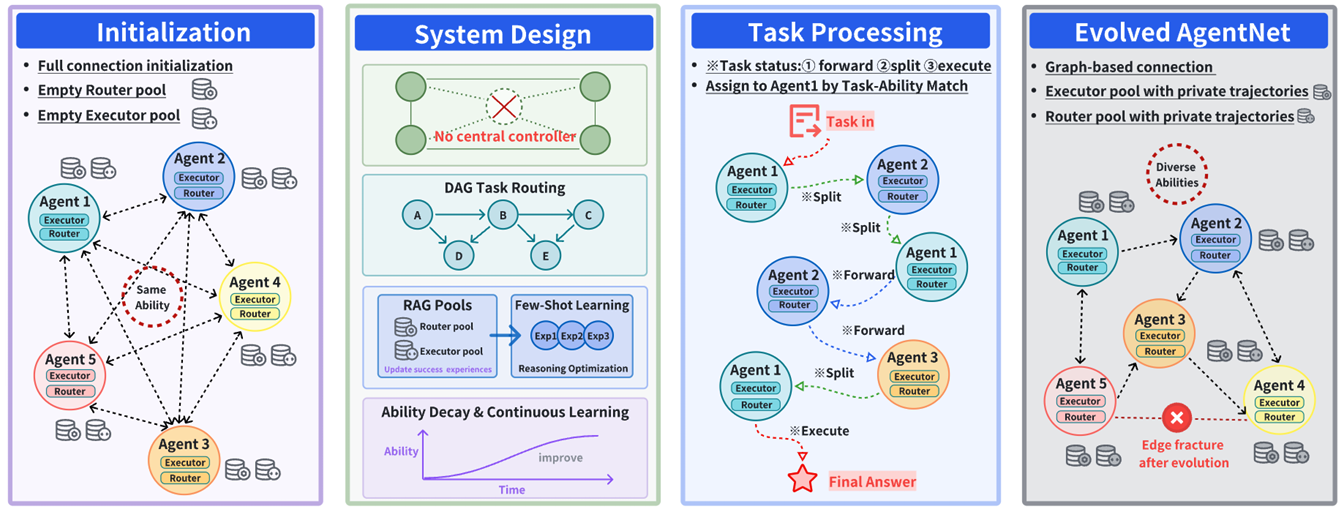 Initialization
• Full connection initialization
• Empty Router pool
• Empty Executor pool
Agent 2
Executor
Router
Agent 1
Executor
Router
Same
Ability
Agent 4
Executor
Router
Agent 5
Executor
Router
Agent 3
Executor
Router
System Design
No central controller
DAG Task Routing
A
B
C
D
E
RAG Pools
Router pool
Executor pool
Update success experiences
Few-Shot Learning
Exp1 Exp2 Exp3
Reasoning Optimization
Ability Decay & Continuous Learning
Ability
improve
Time
Task Processing
• ※Task status:① forward ②split ③execute
• Assign to Agent1 by Task-Ability Match
Task in
Agent 1
Executor
Router
※Split
Agent 2
Executor
Router
※Split
Agent 1
Executor
Router
※Forward
Agent 2
Executor
Router
※Forward
Agent 3
Executor
Router
※Split
Agent 1
Executor
Router
※Execute
Final Answer
Evolved AgentNet
• Graph-based connection
• Executor pool with private trajectories
• Router pool with private trajectories
Diverse
Abilities
Agent 1
Executor
Router
Agent 2
Executor
Router
Agent 3
Executor
Router
Agent 5
Executor
Router
Agent 4
Executor
Router
Edge fracture
after evolution